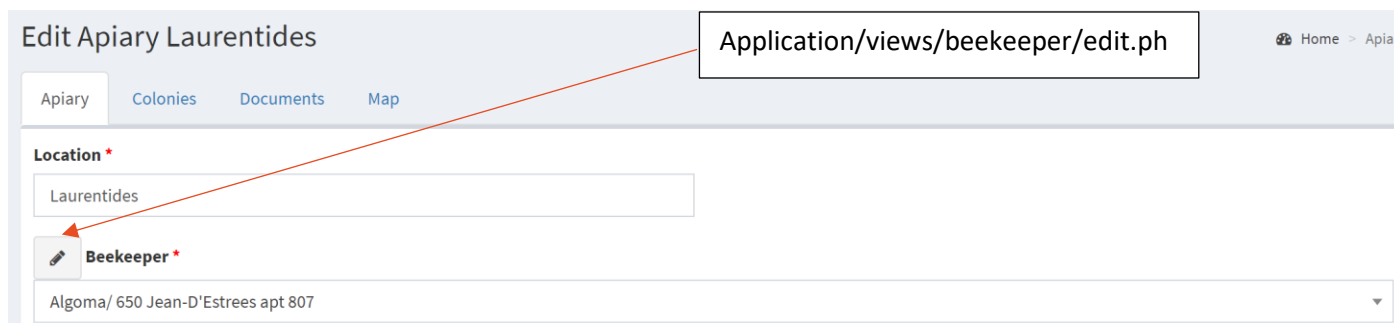 Edit Apiary Laurentides
Application/views/beekeeper/edit.ph
Home > Apia
Apiary Colonies Documents Map
Location *
Laurentides
Beekeeper *
Algoma/ 650 Jean-D'Estrees apt 807